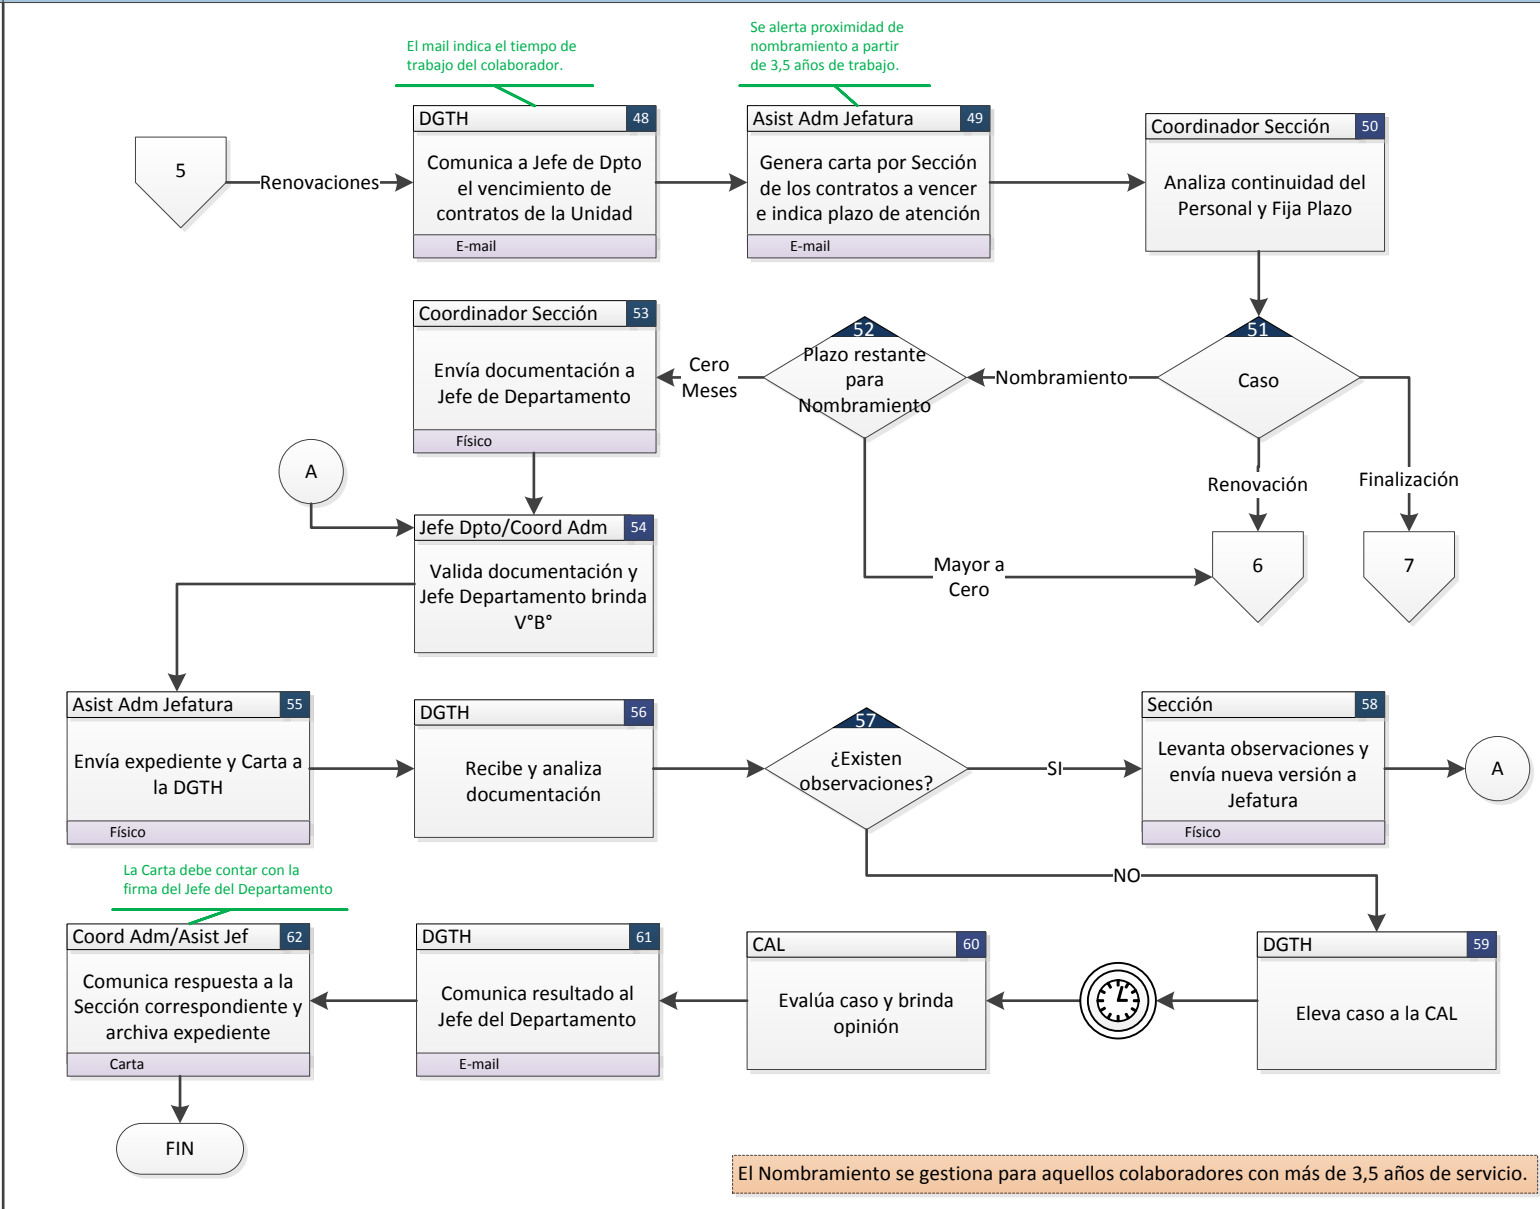 El mail indica el tiempo de
trabajo del colaborador.
Se alerta proximidad de
nombramiento a partir
de 3,5 años de trabajo.
5
Renovaciones
DGTH 48
Comunica a Jefe de Dpto
el vencimiento de
contratos de la Unidad
E-mail
Asist Adm Jefatura 49
Genera carta por Sección
de los contratos a vencer
e indica plazo de atención
E-mail
Coordinador Sección 50
Analiza continuidad del
Personal y Fija Plazo
51
Caso
Nombramiento
Renovación
Finalización
6
7
52
Plazo restante
para
Nombramiento
Cero
Meses
Mayor a
Cero
Coordinador Sección 53
Envía documentación a
Jefe de Departamento
Físico
A
Jefe Dpto/Coord Adm 54
Valida documentación y
Jefe Departamento brinda
V°B°
Asist Adm Jefatura 55
Envía expediente y Carta a
la DGTH
Físico
DGTH 56
Recibe y analiza
documentación
57
¿Existen
observaciones?
SI
NO
Sección 58
Levanta observaciones y
envía nueva versión a
Jefatura
Físico
A
DGTH 59
Eleva caso a la CAL
CAL 60
Evalúa caso y brinda
opinión
DGTH 61
Comunica resultado al
Jefe del Departamento
E-mail
La Carta debe contar con la
firma del Jefe del Departamento
Coord Adm/Asist Jef 62
Comunica respuesta a la
Sección correspondiente y
archiva expediente
Carta
FIN
El Nombramiento se gestiona para aquellos colaboradores con más de 3,5 años de servicio.